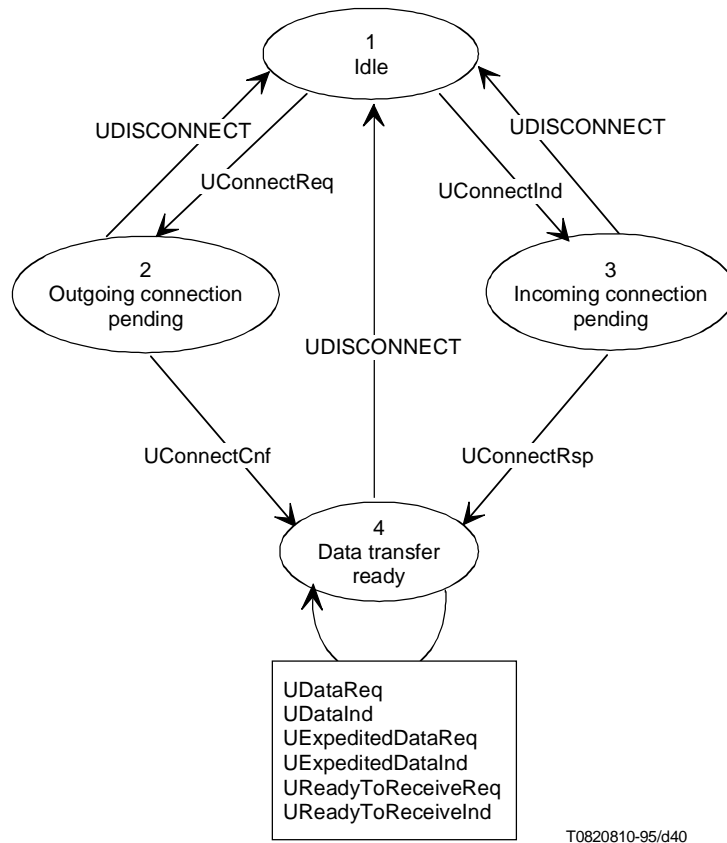 1
Idle
UDISCONNECT
UDISCONNECT
UConnectReq
UConnectInd
2
Outgoing connection
pending
3
Incoming connection
pending
UDISCONNECT
UConnectCnf
UConnectRsp
4
Data transfer
ready
UDataReq
UDataInd
UExpeditedDataReq
UExpeditedDataInd
UReadyToReceiveReq
UReadyToReceiveInd
T0820810-95/d40